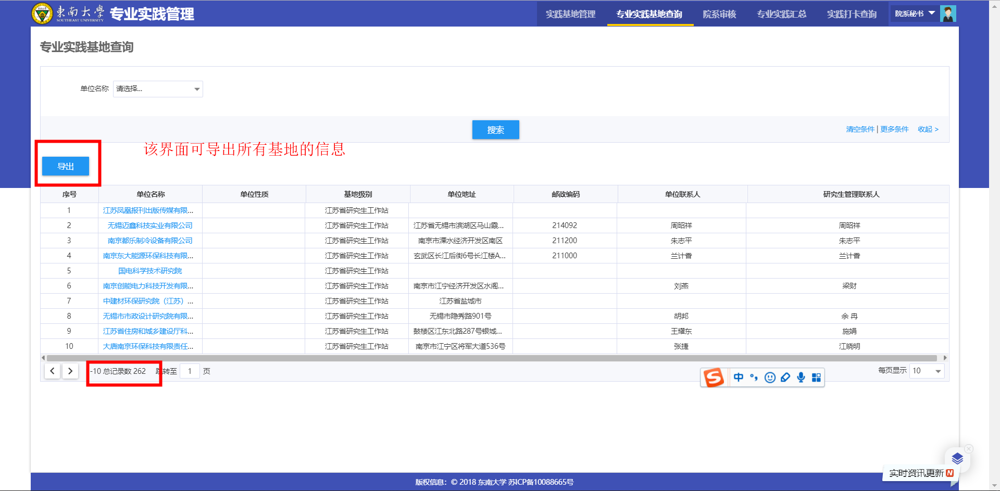 東南大學
SOUTHEAST UNIVERSITY
专业实践管理
实践基地管理 专业实践基地查询 院系审核 专业实践汇总 实践打卡查询 院系秘书
专业实践基地查询
单位名称 请选择...
搜索
清空条件 | 更多条件 收起 >
该界面可导出所有基地的信息
导出
序号 单位名称 单位性质 基地级别 单位地址 邮政编码 单位联系人 研究生管理联系人
1 江苏凤凰报刊出版传媒有限... 江苏省研究生工作站
2 无锡迈鑫科技实业有限公司 江苏省研究生工作站 江苏省无锡市滨湖区马山霞... 214092 周昭祥 周昭祥
3 南京都乐制冷设备有限公司 江苏省研究生工作站 南京市溧水经济开发区南区 211200 朱志平 朱志平
4 南京东大能源环保科技有限... 江苏省研究生工作站 玄武区长江后街6号长江楼A... 211000 兰计香 兰计香
5 国电科学技术研究院 江苏省研究生工作站
6 南京创能电力科技开发有限... 江苏省研究生工作站 南京市江宁经济开发区水阁... 刘燕 梁财
7 中建材环保研究院（江苏）... 江苏省研究生工作站 江苏省盐城市
8 无锡市市政设计研究院有限... 江苏省研究生工作站 无锡市隐秀路901号 胡邦 余 冉
9 江苏省住房和城乡建设厅科... 江苏省研究生工作站 鼓楼区江东北路287号银城... 王耀东 施娟
10 大唐南京环保科技有限责任... 江苏省研究生工作站 南京市江宁区将军大道536号 张捷 江晓明
-10 总记录数 262 跳转至 1 页
每页显示 10
S 中
实时资讯更新 N
版权信息：© 2018 东南大学 苏ICP备10088665号